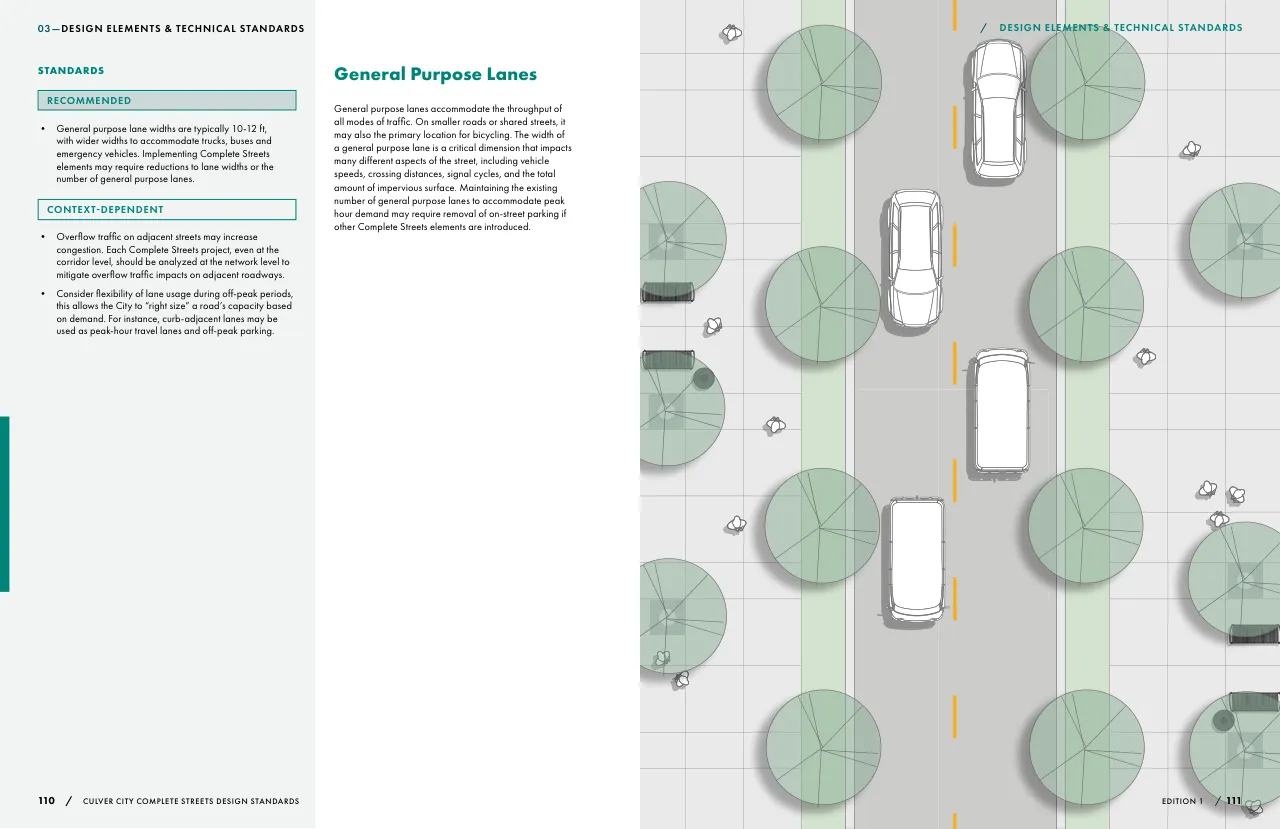 03—DESIGN ELEMENTS & TECHNICAL STANDARDS
STANDARDS
RECOMMENDED
• General purpose lane widths are typically 10-12 ft,
with wider widths to accommodate trucks, buses and
emergency vehicles. Implementing Complete Streets
elements may require reductions to lane widths or the
number of general purpose lanes.
CONTEXT-DEPENDENT
• Overflow traffic on adjacent streets may increase
congestion. Each Complete Streets project, even at the
corridor level, should be analyzed at the network level to
mitigate overflow traffic impacts on adjacent roadways.
• Consider flexibility of lane usage during off-peak periods,
this allows the City to “right size” a road’s capacity based
on demand. For instance, curb-adjacent lanes may be
used as peak-hour travel lanes and off-peak parking.
General Purpose Lanes
General purpose lanes accommodate the throughput of
all modes of traffic. On smaller roads or shared streets, it
may also the primary location for bicycling. The width of
a general purpose lane is a critical dimension that impacts
many different aspects of the street, including vehicle
speeds, crossing distances, signal cycles, and the total
amount of impervious surface. Maintaining the existing
number of general purpose lanes to accommodate peak
hour demand may require removal of on-street parking if
other Complete Streets elements are introduced.
110 / CULVER CITY COMPLETE STREETS DESIGN STANDARDS
/ DESIGN ELEMENTS & TECHNICAL STANDARDS
EDITION 1 / 111